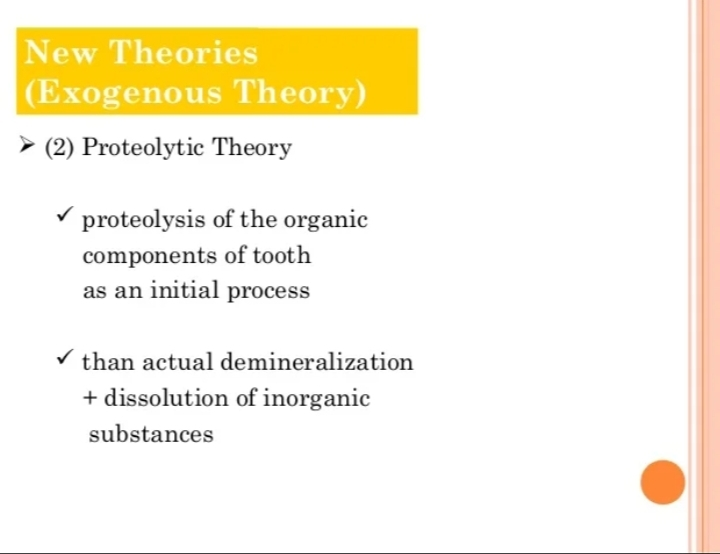 New Theories
(Exogenous Theory)
➢ (2) Proteolytic Theory
✓ proteolysis of the organic
components of tooth
as an initial process
✓ than actual demineralization
+ dissolution of inorganic
substances